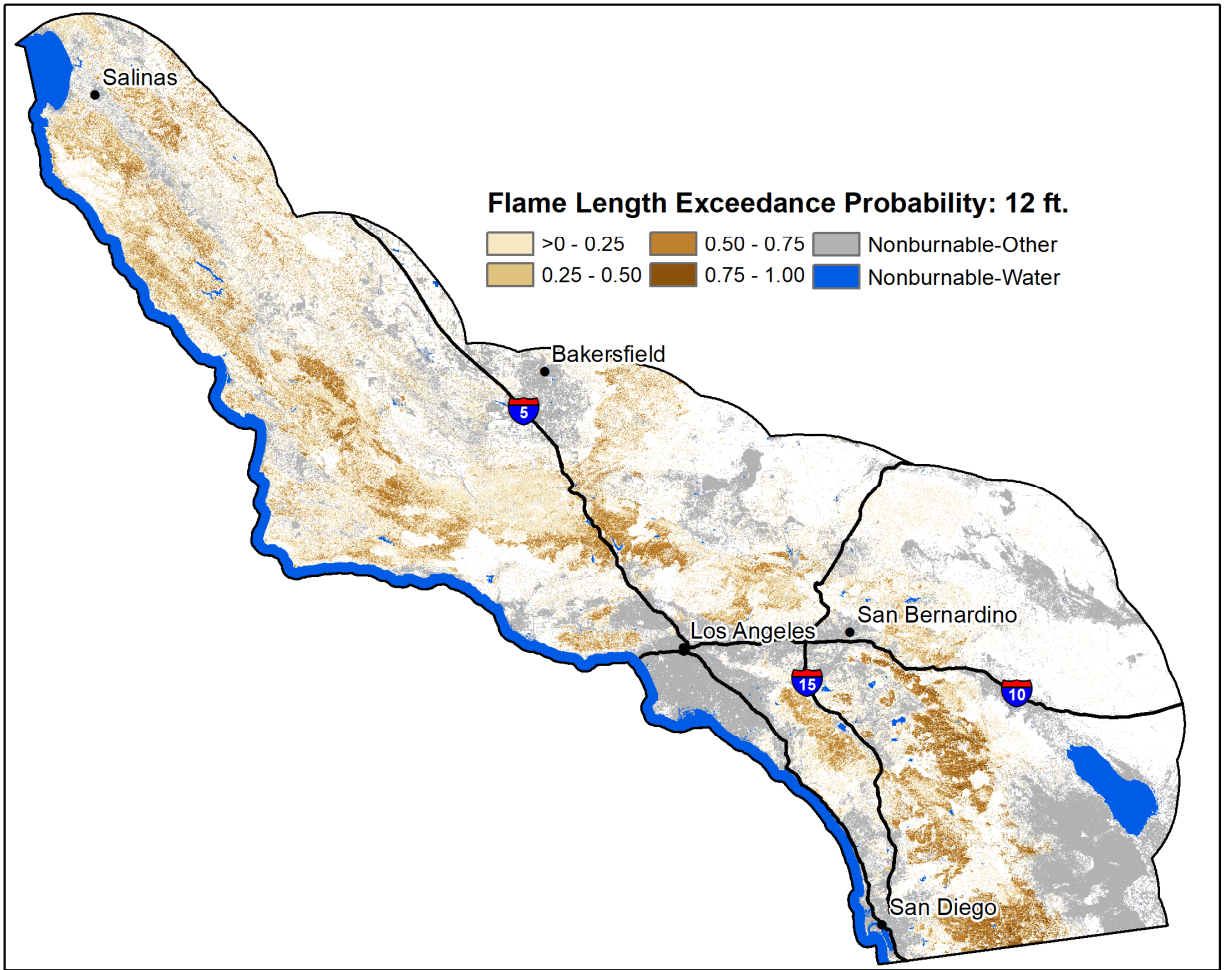 Salinas
Flame Length Exceedance Probability: 12 ft.
>0 - 0.25
0.50 - 0.75
Nonburnable-Other
0.25 - 0.50
0.75 - 1.00
Nonburnable-Water
Bakersfield
5
San Bernardino
Los Angeles
15
10
San Diego